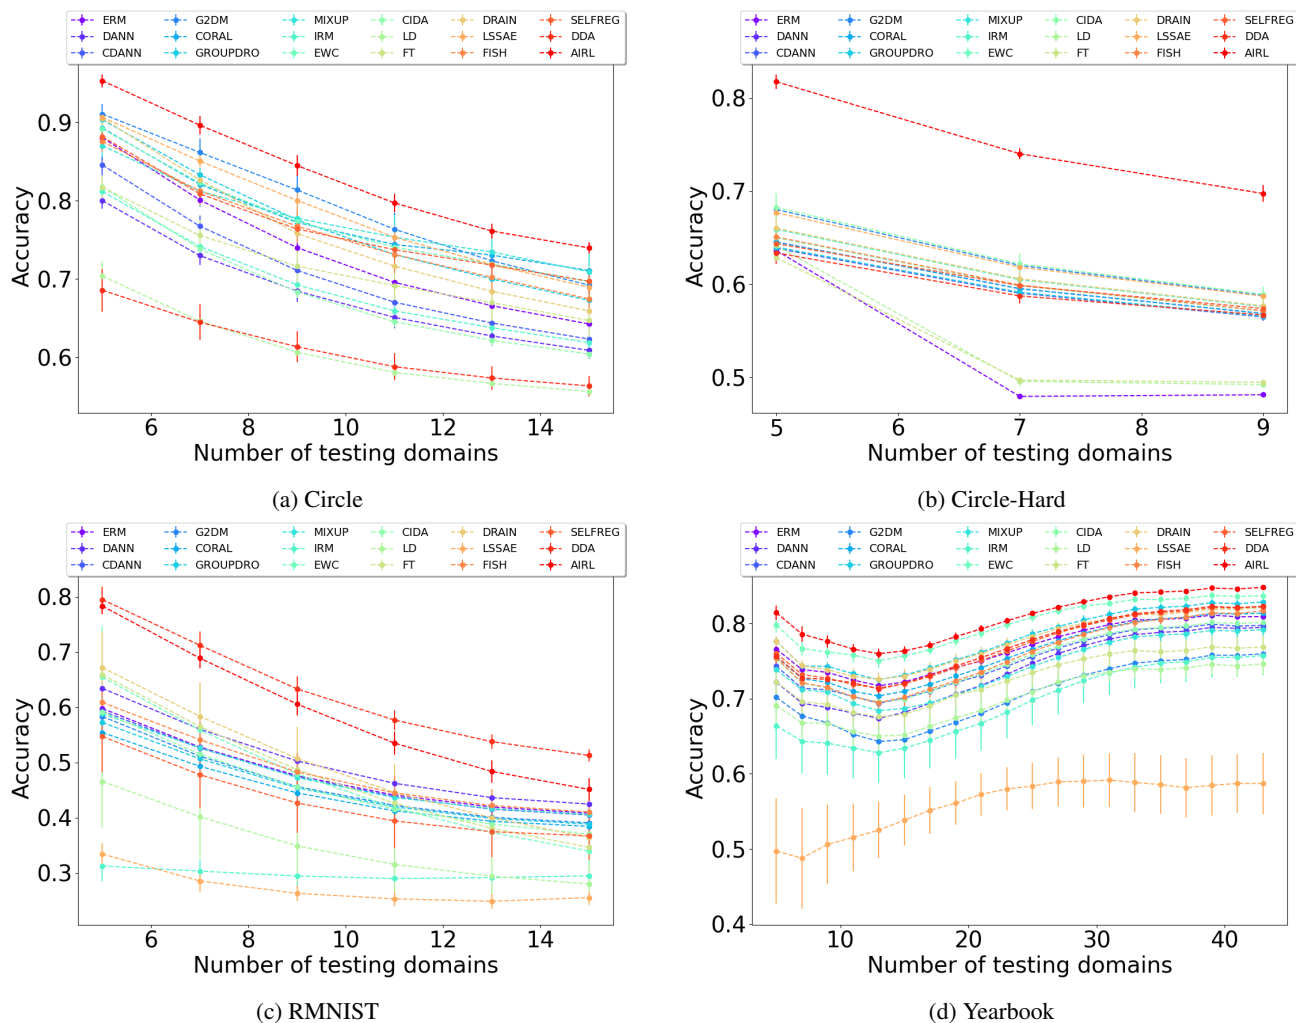 ERM G2DM MIXUP CIDA DRAIN SELFREG
DANN CORAL IRM LD LSSAE DDA
CDANN GROUPDRO EWC FT FISH AIRL
0.9
0.8
0.7
0.6
Accuracy
6 8 10 12 14
Number of testing domains
(a) Circle
ERM G2DM MIXUP CIDA DRAIN SELFREG
DANN CORAL IRM LD LSSAE DDA
CDANN GROUPDRO EWC FT FISH AIRL
0.8
0.7
0.6
0.5
Accuracy
5 6 7 8 9
Number of testing domains
(b) Circle-Hard
ERM G2DM MIXUP CIDA DRAIN SELFREG
DANN CORAL IRM LD LSSAE DDA
CDANN GROUPDRO EWC FT FISH AIRL
0.8
0.7
0.6
0.5
0.4
0.3
Accuracy
6 8 10 12 14
Number of testing domains
(c) RMNIST
ERM G2DM MIXUP CIDA DRAIN SELFREG
DANN CORAL IRM LD LSSAE DDA
CDANN GROUPDRO EWC FT FISH AIRL
0.8
0.7
0.6
0.5
0.4
Accuracy
10 20 30 40
Number of testing domains
(d) Yearbook